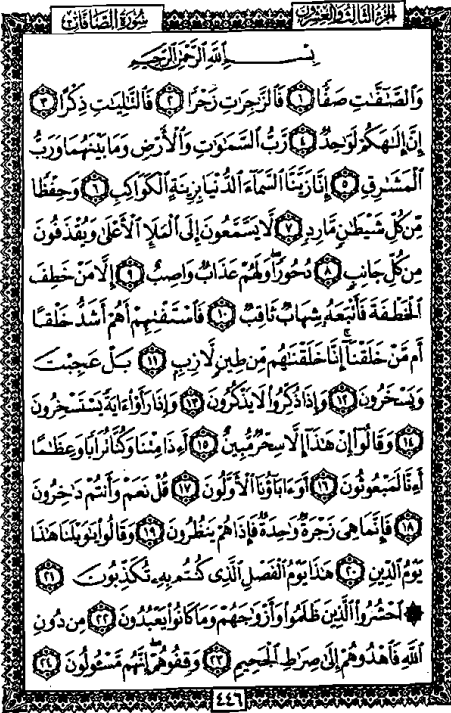 الجزء الثالث والعشرون
سورة الصافات
بِسْمِ اللَّهِ الرَّحْمَٰنِ الرَّحِيمِ
وَالصَّٰٓفَّٰتِ صَفًّا ١ فَالزَّٰجِرَٰتِ زَجْرًا ٢ فَالتَّٰلِيَٰتِ ذِكْرًا ٣
إِنَّ إِلَٰهَكُمْ لَوَٰحِدٌ ٤ رَّبُّ السَّمَٰوَٰتِ وَالْأَرْضِ وَمَا بَيْنَهُمَا وَرَبُّ
الْمَشَٰرِقِ ٥ إِنَّا زَيَّنَّا السَّمَآءَ الدُّنْيَا بِزِينَةٍ الْكَوَاكِبِ ٦ وَحِفْظًا
مِّن كُلِّ شَيْطَٰنٍ مَّارِدٍ ٧ لَّا يَسَّمَّعُونَ إِلَى الْمَلَإِ الْأَعْلَىٰ وَيُقْذَفُونَ
مِن كُلِّ جَانِبٍ ٨ دُحُورًا ۖ وَلَهُمْ عَذَابٌ وَاصِبٌ ٩ إِلَّا مَنْ خَطِفَ
الْخَطْفَةَ فَأَتْبَعَهُۥ شِهَابٌ ثَاقِبٌ ١٠ فَاسْتَفْتِهِمْ أَهُمْ أَشَدُّ خَلْقًا
أَم مَّنْ خَلَقْنَآ ۚ إِنَّا خَلَقْنَٰهُم مِّن طِينٍ لَّازِبٍ ١١ بَلْ عَجِبْتَ
وَيَسْخَرُونَ ١٢ وَإِذَا ذُكِّرُوا لَا يَذْكُرُونَ ١٣ وَإِذَا رَأَوْا ءَايَةً يَسْتَسْخِرُونَ
١٤ وَقَالُوٓا إِنْ هَٰذَآ إِلَّا سِحْرٌ مُّبِينٌ ١٥ أَءِذَا مِتْنَا وَكُنَّا تُرَابًا وَعِظَٰمًا
أَءِنَّا لَمَبْعُوثُونَ ١٦ أَوَءَابَآؤُنَا الْأَوَّلُونَ ١٧ قُلْ نَعَمْ وَأَنتُمْ دَٰخِرُونَ
١٨ فَإِنَّمَا هِيَ زَجْرَةٌ وَٰحِدَةٌ فَإِذَا هُمْ يَنظُرُونَ ١٩ وَقَالُوا يَٰوَيْلَنَا هَٰذَا
يَوْمُ الدِّينِ ٢٠ هَٰذَا يَوْمُ الْفَصْلِ الَّذِي كُنتُم بِهِۦ تُكَذِّبُونَ ٢١
۞ احْشُرُوا الَّذِينَ ظَلَمُوا وَأَزْوَٰجَهُمْ وَمَا كَانُوا يَعْبُدُونَ ٢٢ مِن دُونِ
اللَّهِ فَاهْدُوهُمْ إِلَىٰ صِرَٰطِ الْجَحِيمِ ٢٣ وَقِفُوهُمْ ۖ إِنَّهُم مَّسْـُٔولُونَ ٢٤
٤٤٦